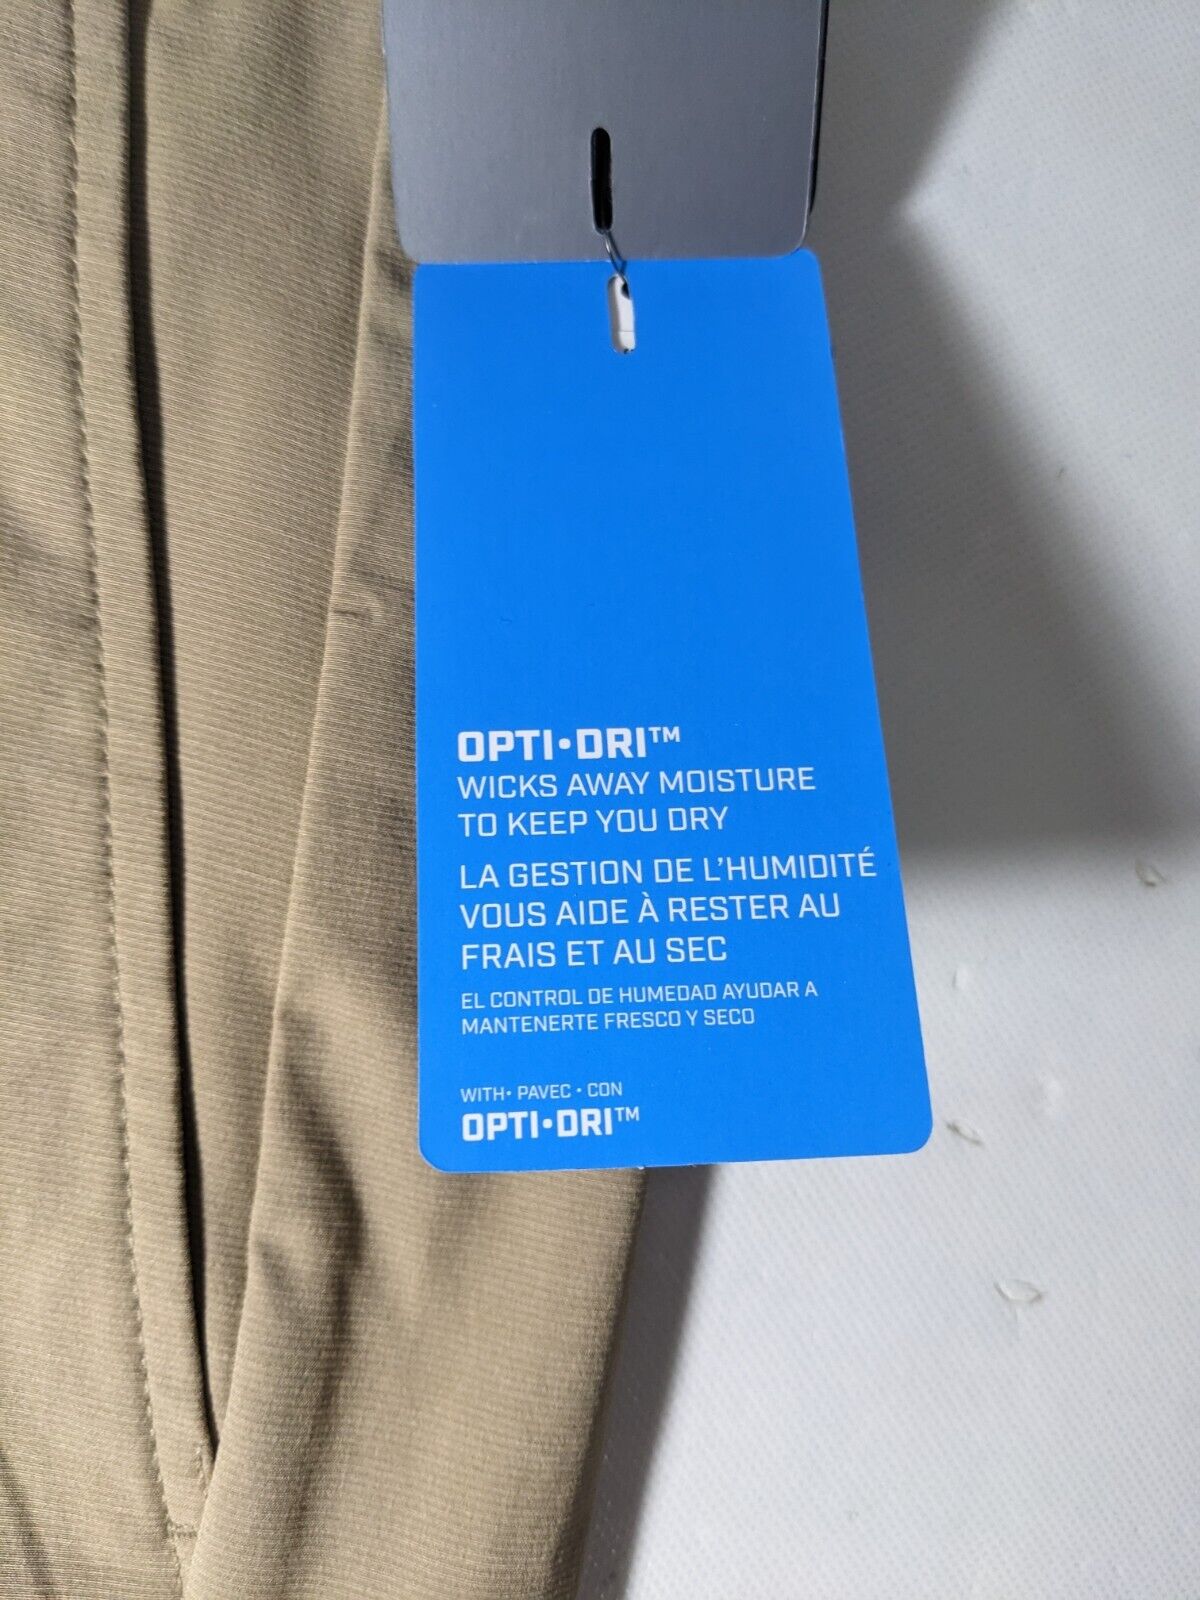 OPTI•DRI™
WICKS AWAY MOISTURE
TO KEEP YOU DRY
LA GESTION DE L'HUMIDITÉ
VOUS AIDE À RESTER AU
FRAIS ET AU SEC
EL CONTROL DE HUMEDAD AYUDAR A
MANTENERTE FRESCO Y SECO
WITH• PAVEC • CON
OPTI•DRI™